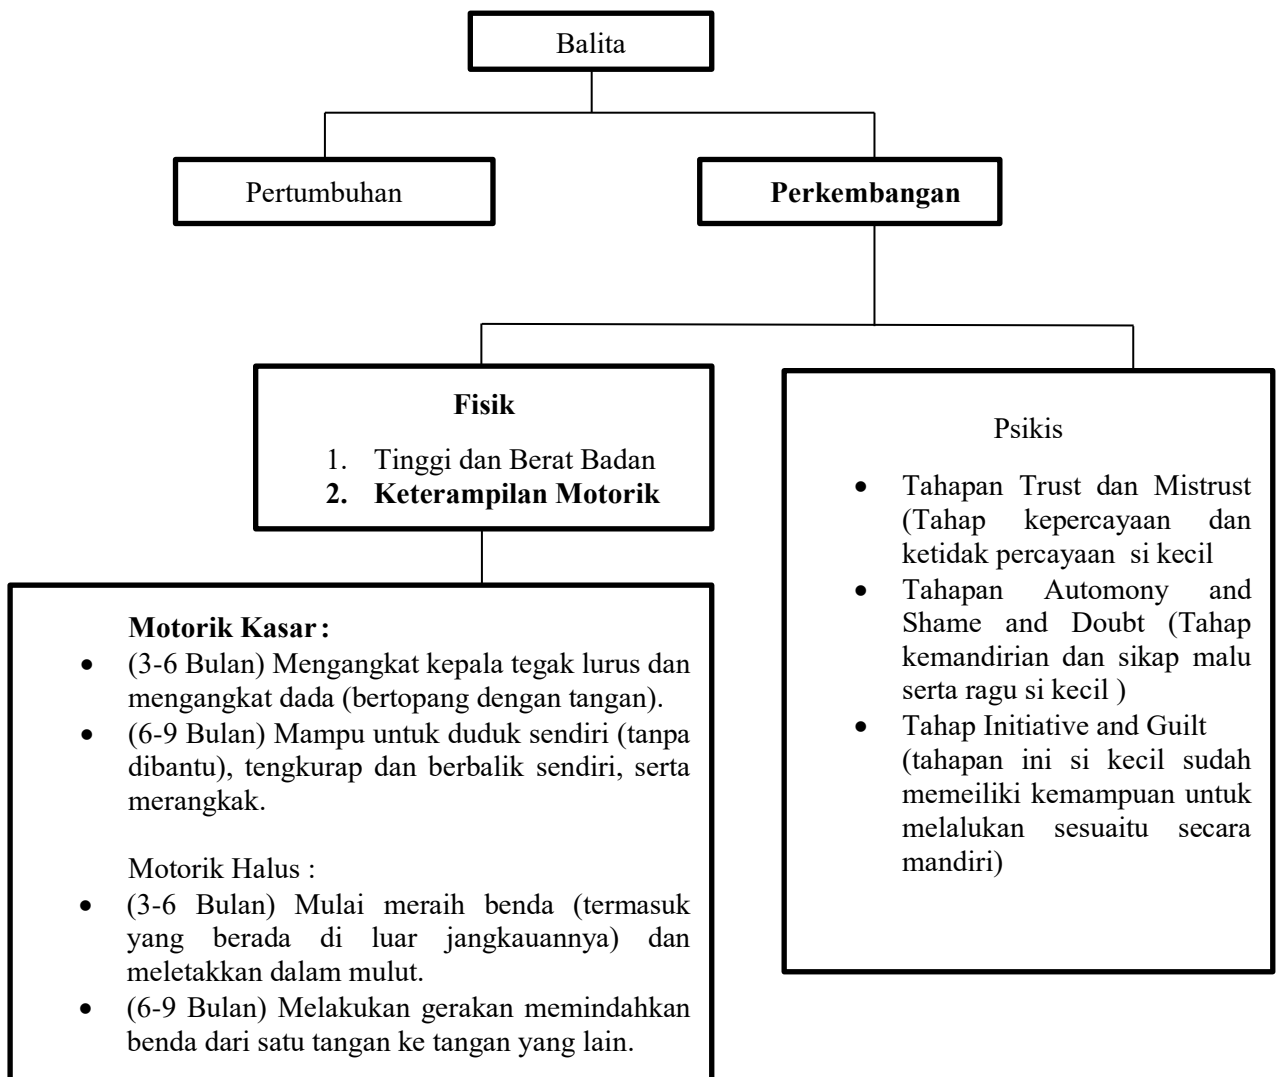 Balita
Pertumbuhan
Perkembangan
Fisik
1. Tinggi dan Berat Badan
2. Keterampilan Motorik
Psikis
• Tahapan Trust dan Mistrust
(Tahap kepercayaan dan
ketidak percayaan si kecil
• Tahapan Automony and
Shame and Doubt (Tahap
kemandirian dan sikap malu
serta ragu si kecil )
• Tahap Initiative and Guilt
(tahapan ini si kecil sudah
memeiliki kemampuan untuk
melalukan sesuaitu secara
mandiri)
Motorik Kasar :
• (3-6 Bulan) Mengangkat kepala tegak lurus dan
mengangkat dada (bertopang dengan tangan).
• (6-9 Bulan) Mampu untuk duduk sendiri (tanpa
dibantu), tengkurap dan berbalik sendiri, serta
merangkak.
Motorik Halus :
• (3-6 Bulan) Mulai meraih benda (termasuk
yang berada di luar jangkauannya) dan
meletakkan dalam mulut.
• (6-9 Bulan) Melakukan gerakan memindahkan
benda dari satu tangan ke tangan yang lain.